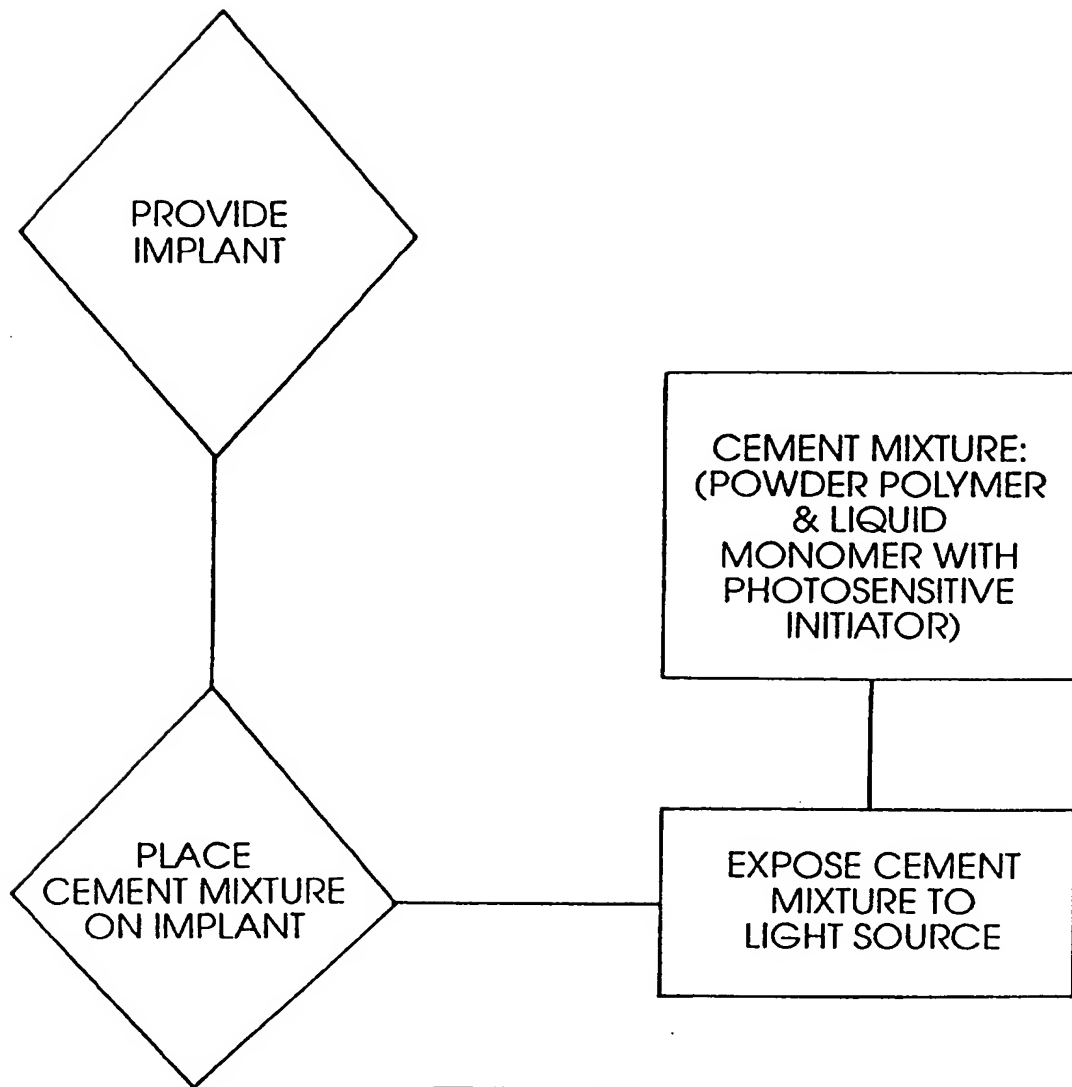 PROVIDE
IMPLANT
CEMENT MIXTURE:
(POWDER POLYMER
& LIQUID
MONOMER WITH
PHOTOSENSITIVE
INITIATOR)
PLACE
CEMENT MIXTURE
ON IMPLANT
EXPOSE CEMENT
MIXTURE TO
LIGHT SOURCE